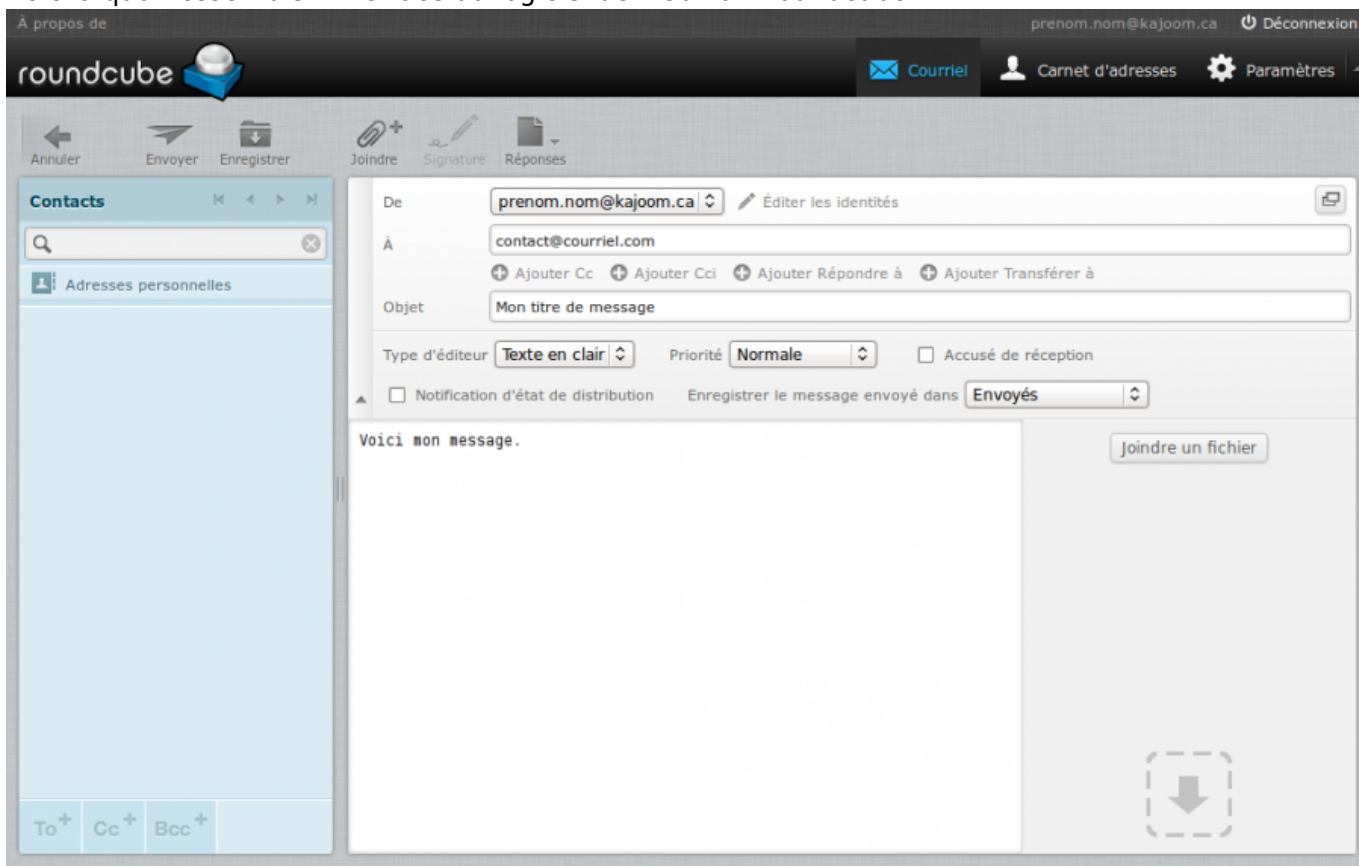 À propos de
prenom.nom@kajoom.ca Déconnexion
roundcube
Courriel Carnet d'adresses Paramètres
Annuler Envoyer Enregistrer Joindre Signature Réponses
Contacts
Adresses personnelles
To+ Cc+ Bcc+
De prenom.nom@kajoom.ca Éditer les identités
À contact@courriel.com
Ajouter Cc Ajouter Cci Ajouter Répondre à Ajouter Transférer à
Objet Mon titre de message
Type d'éditeur Texte en clair Priorité Normale Accusé de réception
Notification d'état de distribution Enregistrer le message envoyé dans Envoyés
Voici mon message.
Joindre un fichier